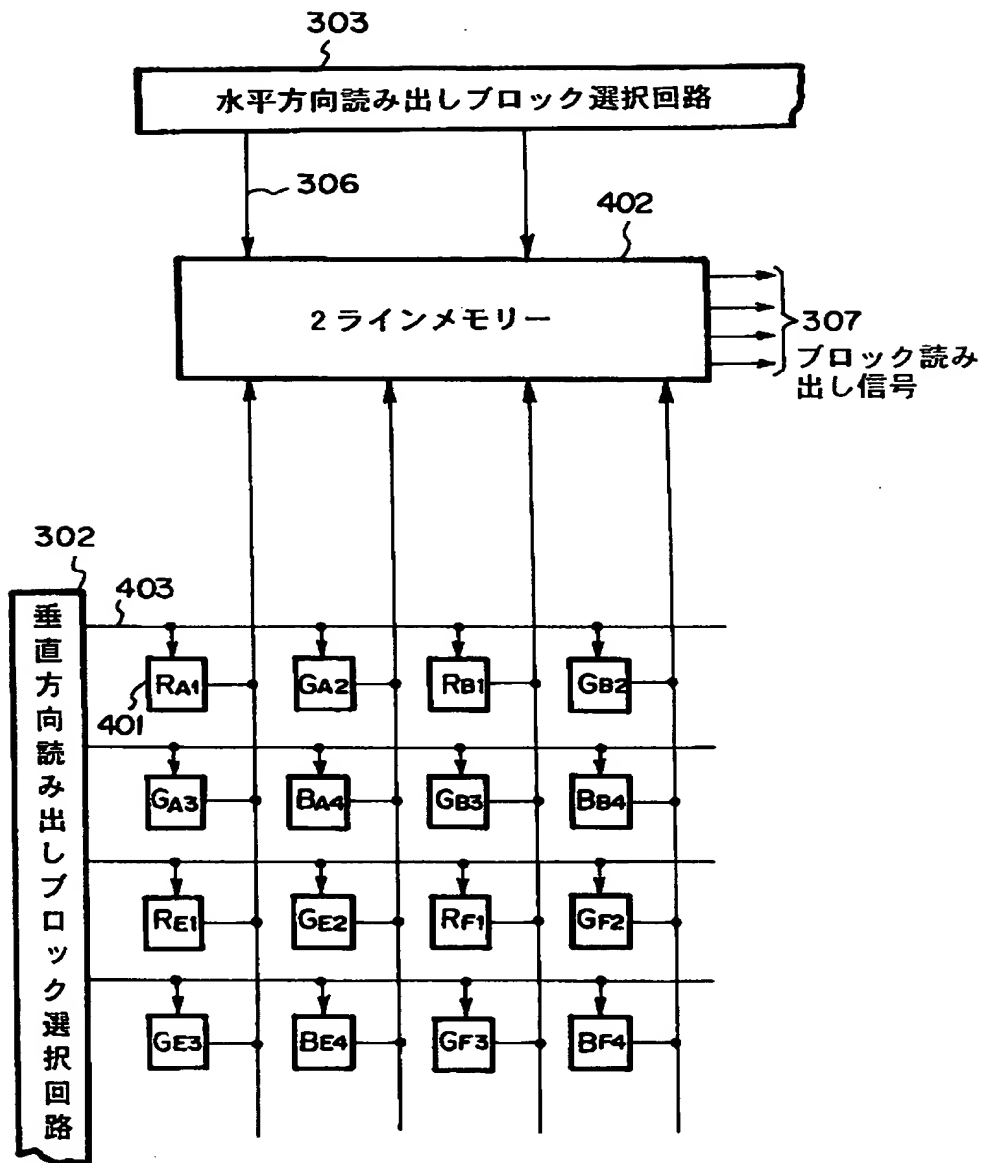 303
水平方向読み出しブロック選択回路
306
402
2ラインメモリー
307
ブロック読み
出し信号
302
垂直方向読み出しブロック選択回路
403
RA1 GA2 RB1 GB2
401
GA3 BA4 GB3 BB4
RE1 GE2 RF1 GF2
GE3 BE4 GF3 BF4